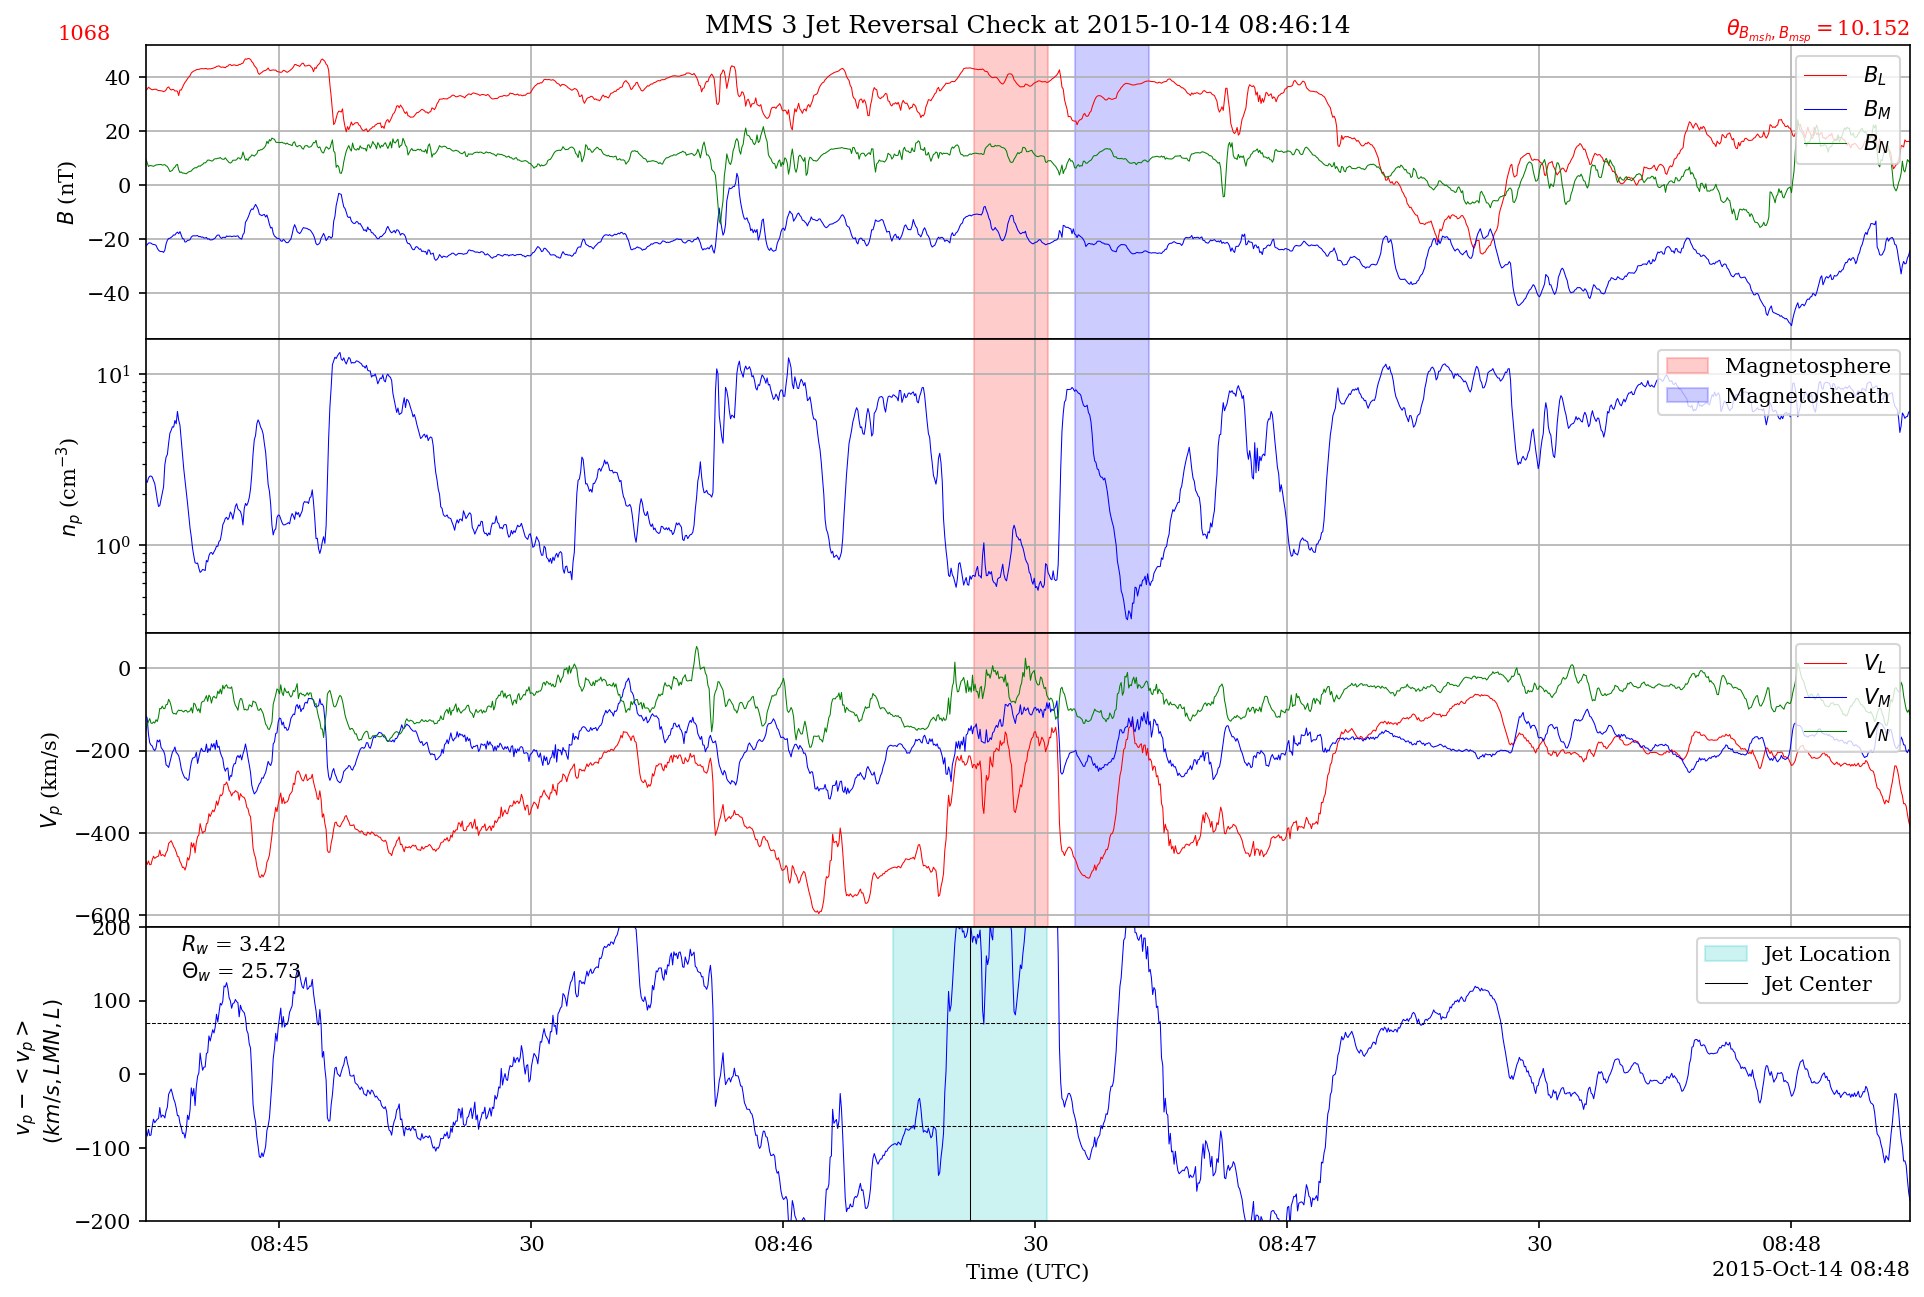 1068
MMS 3 Jet Reversal Check at 2015-10-14 08:46:14
θ_{B_{msh}, B_{msp}} = 10.152
40
20
0
−20
−40
B (nT)
B_L
B_M
B_N
10^1
10^0
n_p (cm^{−3})
Magnetosphere
Magnetosheath
0
−200
−400
−600
V_p (km/s)
V_L
V_M
V_N
200
100
0
−100
−200
v_p − < v_p >
(km/s, LMN, L)
R_w = 3.42
Θ_w = 25.73
Jet Location
Jet Center
08:45
30
08:46
30
08:47
30
08:48
Time (UTC)
2015-Oct-14 08:48